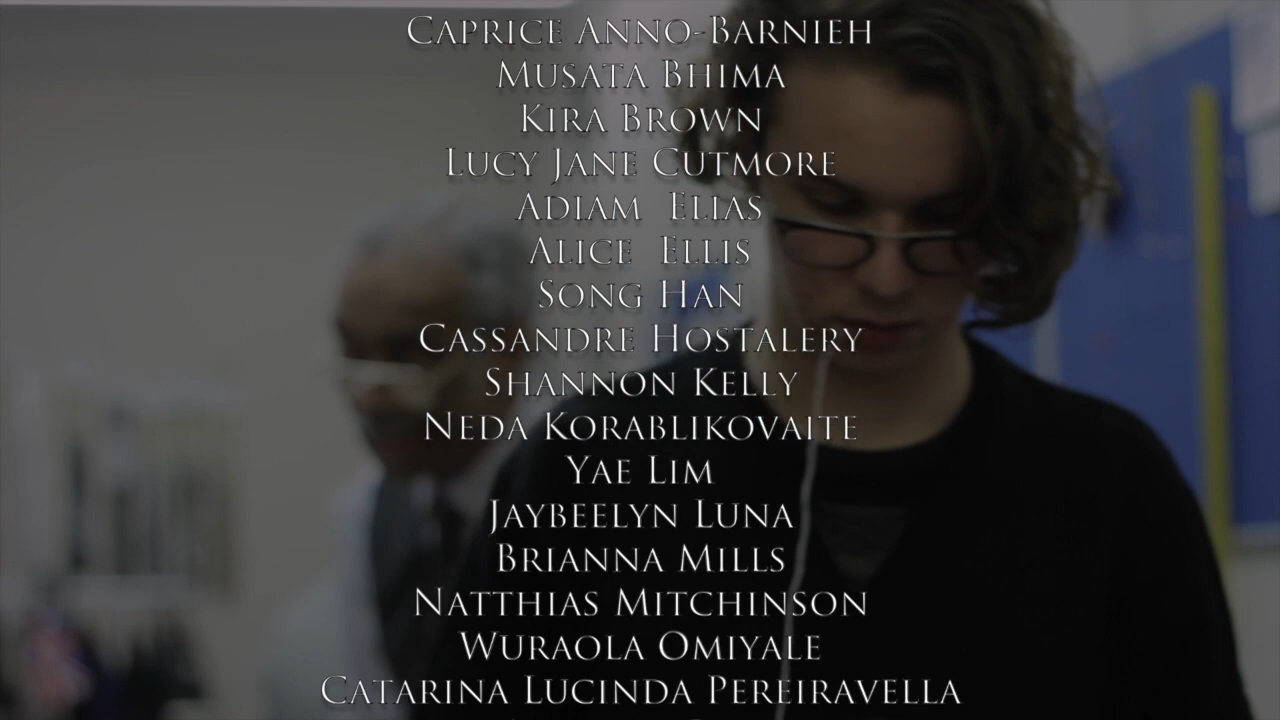 Caprice Anno-Barnieh
Musata Bhima
Kira Brown
Lucy Jane Cutmore
Adiam Elias
Alice Ellis
Song Han
Cassandre Hostalery
Shannon Kelly
Neda Korablikovaite
Yae Lim
Jaybeelyn Luna
Brianna Mills
Natthias Mitchinson
Wuraola Omiyale
Catarina Lucinda Pereiravella